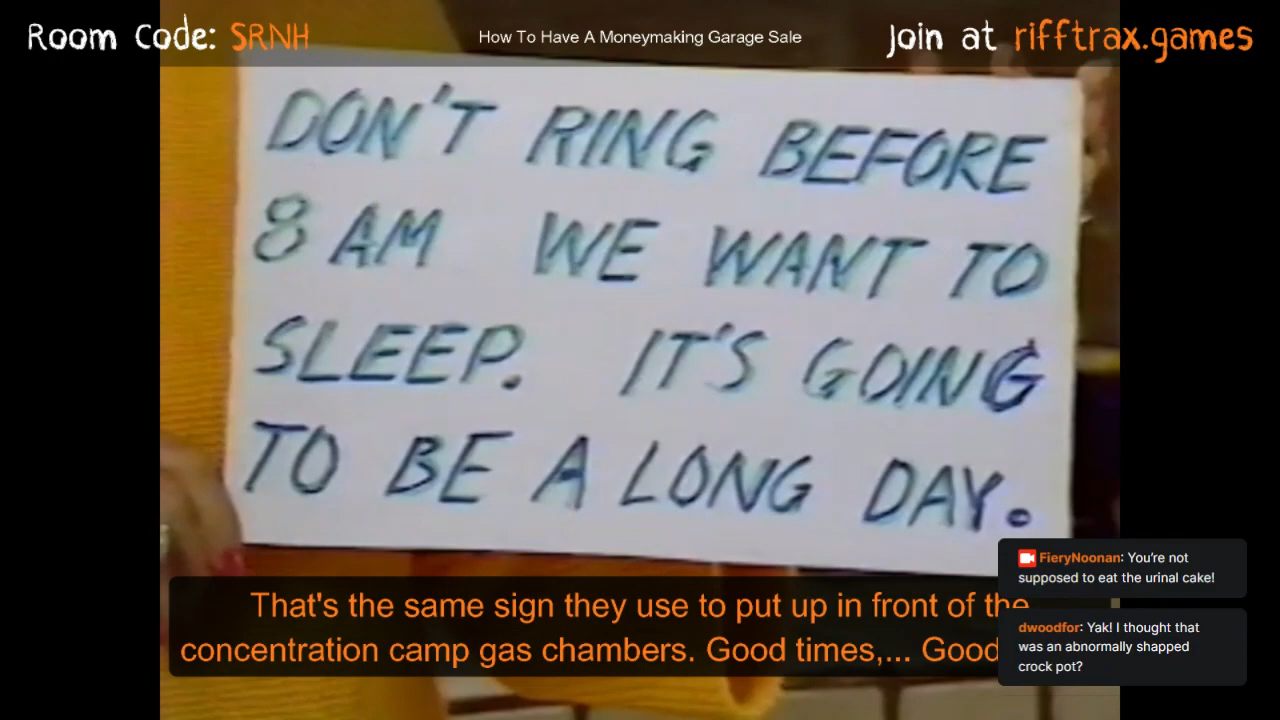 Room Code: SRNH
How To Have A Moneymaking Garage Sale
Join at rifftrax.games
DON'T RING BEFORE
8 AM WE WANT TO
SLEEP. IT'S GOING
TO BE A LONG DAY.
That's the same sign they use to put up in front of the
concentration camp gas chambers. Good times,... Good
FieryNoonan: You're not
supposed to eat the urinal cake!
dwoodfor: Yak! I thought that
was an abnormally shapped
crock pot?